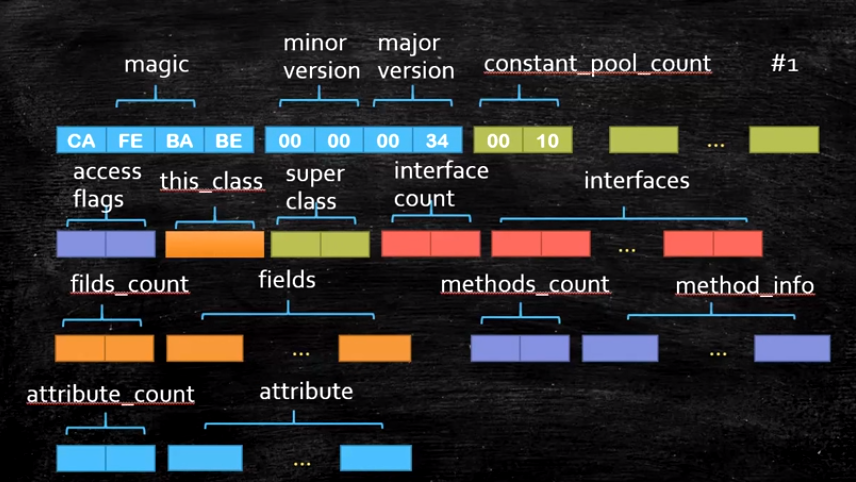 magic
minor
version
major
version
constant_pool_count
#1
CA FE BA BE 00 00 00 34 00 10 ...
access
flags
this_class
super
class
interface
count
interfaces
...
filds_count
fields
methods_count
method_info
... ...
attribute_count
attribute
...